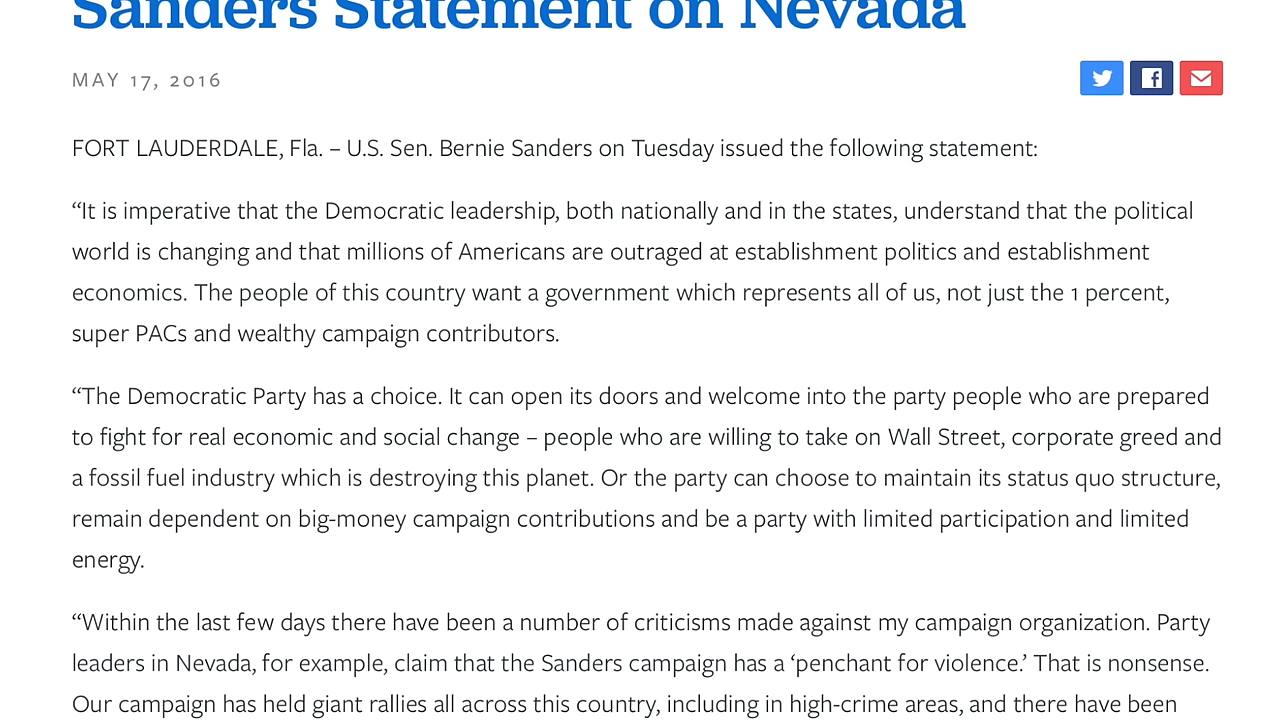 Sanders Statement on Nevada
MAY 17, 2016
FORT LAUDERDALE, Fla. – U.S. Sen. Bernie Sanders on Tuesday issued the following statement:
“It is imperative that the Democratic leadership, both nationally and in the states, understand that the political
world is changing and that millions of Americans are outraged at establishment politics and establishment
economics. The people of this country want a government which represents all of us, not just the 1 percent,
super PACs and wealthy campaign contributors.
“The Democratic Party has a choice. It can open its doors and welcome into the party people who are prepared
to fight for real economic and social change – people who are willing to take on Wall Street, corporate greed and
a fossil fuel industry which is destroying this planet. Or the party can choose to maintain its status quo structure,
remain dependent on big-money campaign contributions and be a party with limited participation and limited
energy.
“Within the last few days there have been a number of criticisms made against my campaign organization. Party
leaders in Nevada, for example, claim that the Sanders campaign has a ‘penchant for violence.’ That is nonsense.
Our campaign has held giant rallies all across this country, including in high-crime areas, and there have been